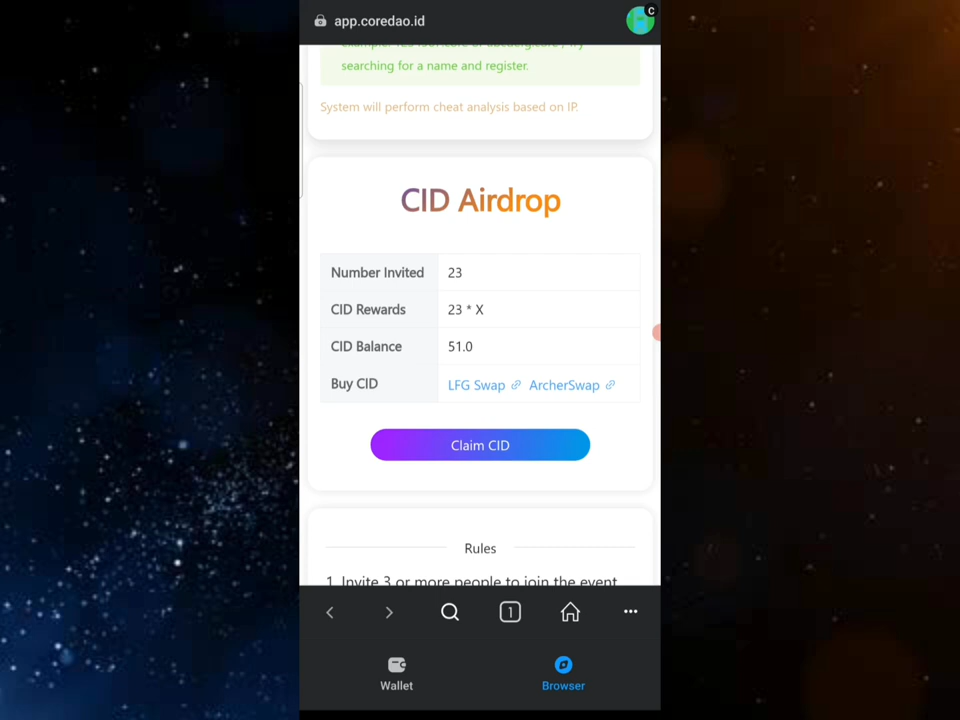 app.coredao.id
C
searching for a name and register.
System will perform cheat analysis based on IP.
CID Airdrop
Number Invited 23
CID Rewards 23 * X
CID Balance 51.0
Buy CID LFG Swap ArcherSwap
Claim CID
Rules
1. Invite 3 or more people to join the event
1
Wallet Browser